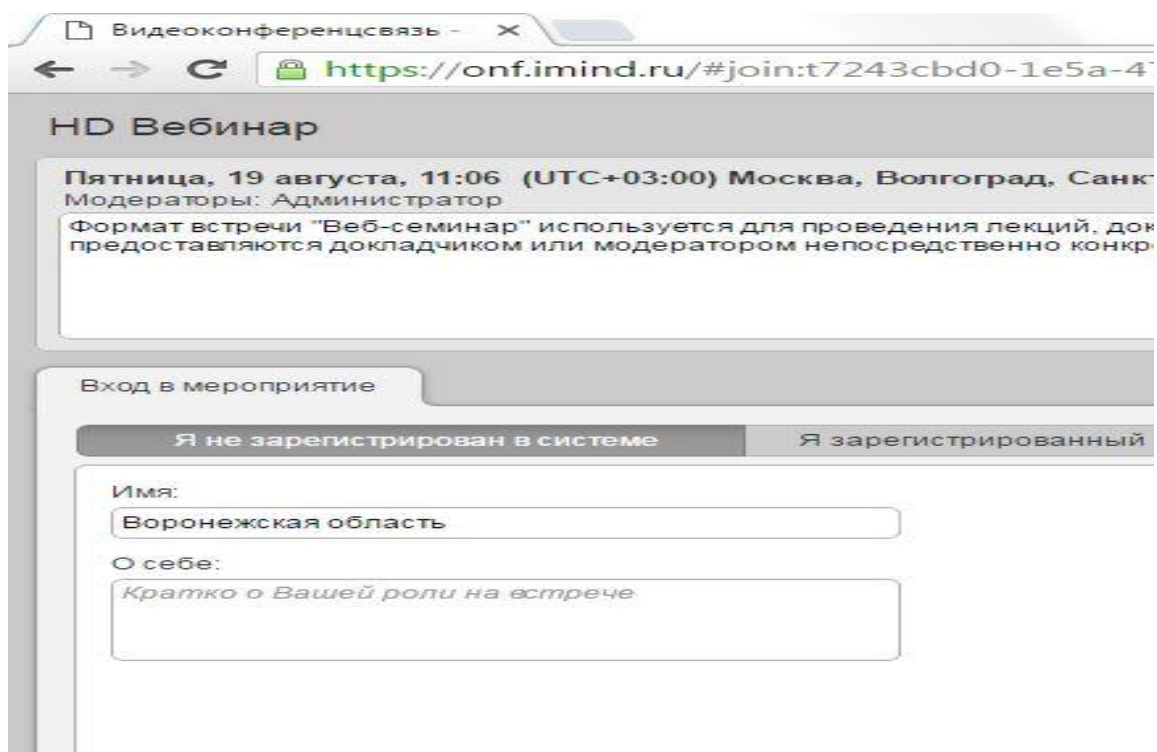 Видеоконференцсвязь -
https://onf.imind.ru/#join:t7243cbd0-1e5a-4
HD Вебинар
Пятница, 19 августа, 11:06 (UTC+03:00) Москва, Волгоград, Санк
Модераторы: Администратор
Формат встречи "Веб-семинар" используется для проведения лекций, док
предоставляются докладчиком или модератором непосредственно конкр
Вход в мероприятие
Я не зарегистрирован в системе
Я зарегистрированный
Имя:
Воронежская область
О себе:
Кратко о Вашей роли на встрече